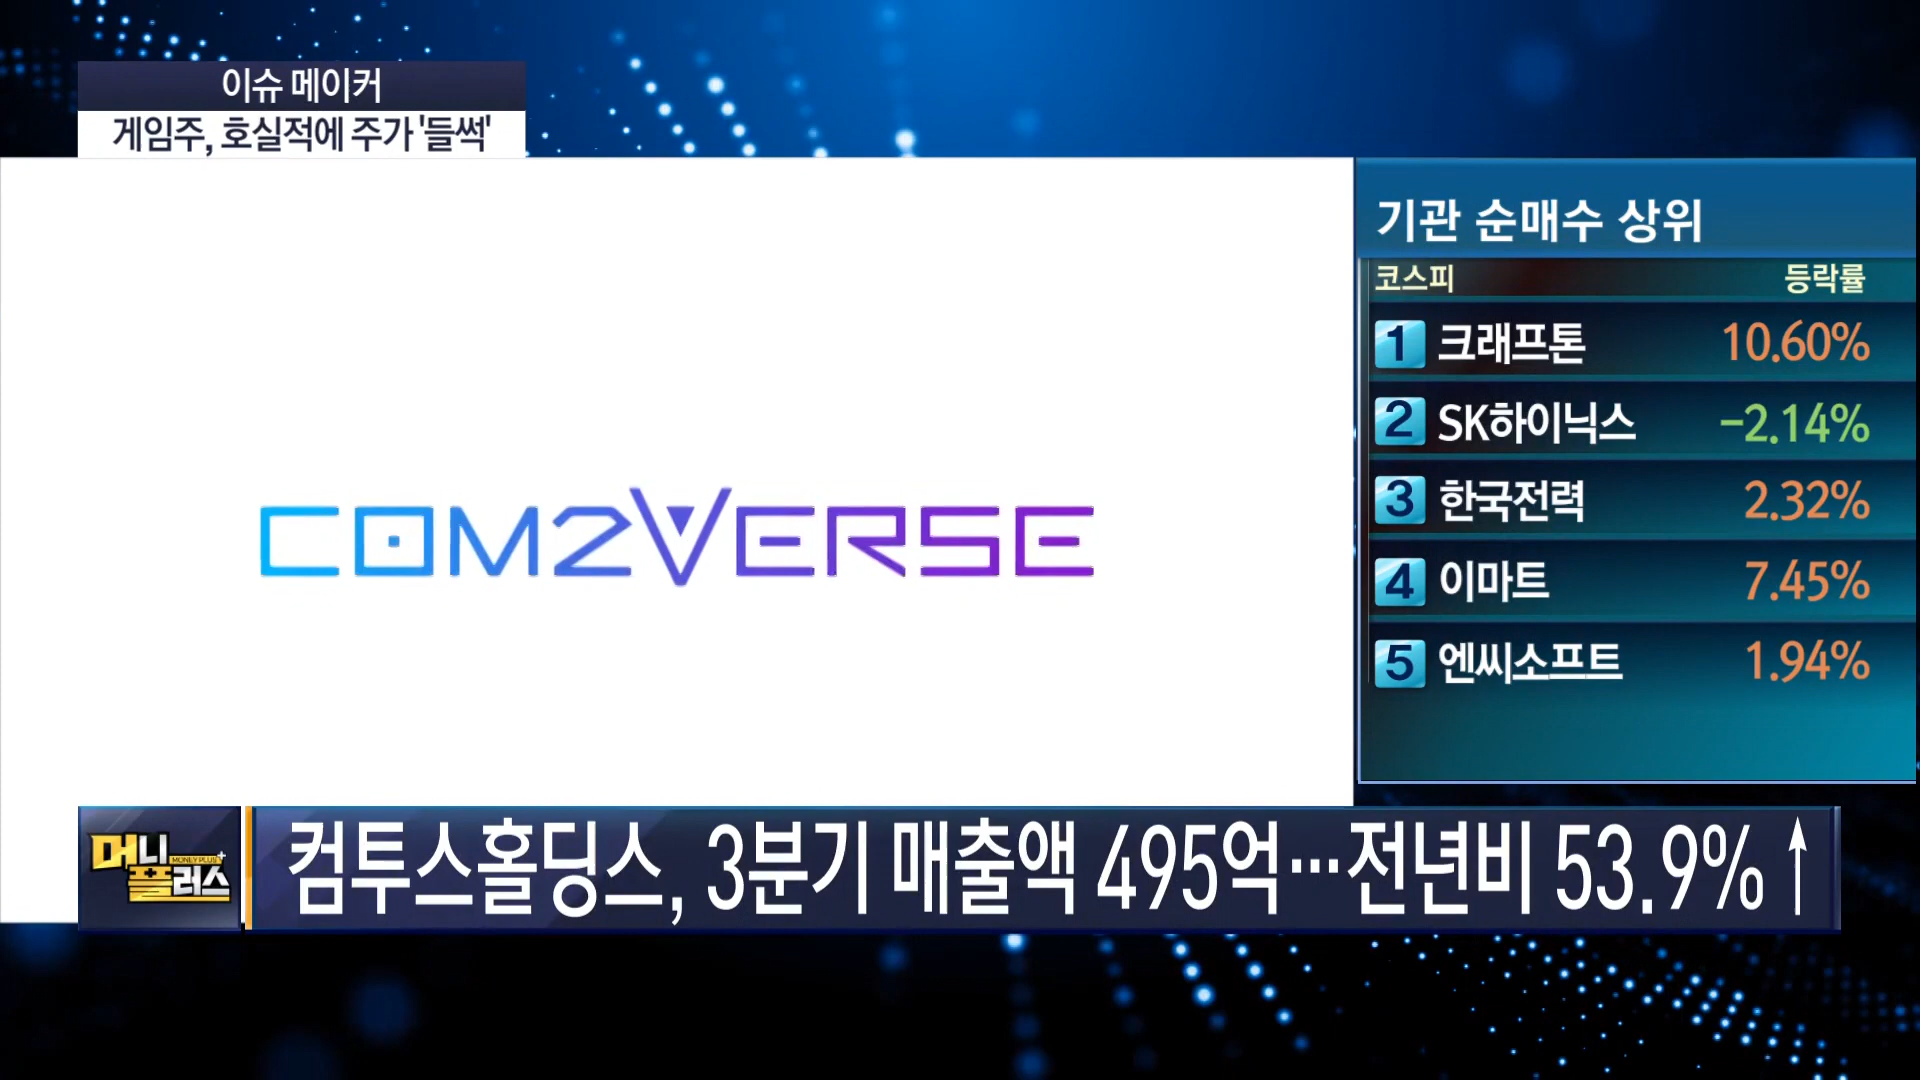 이슈 메이커
게임주, 호실적에 주가 '들썩'
COM2VERSE
기관 순매수 상위
코스피 등락률
1 크래프톤 10.60%
2 SK하이닉스 -2.14%
3 한국전력 2.32%
4 이마트 7.45%
5 엔씨소프트 1.94%
머니
MONEY PLUS+
플러스
컴투스홀딩스, 3분기 매출액 495억…전년비 53.9%↑